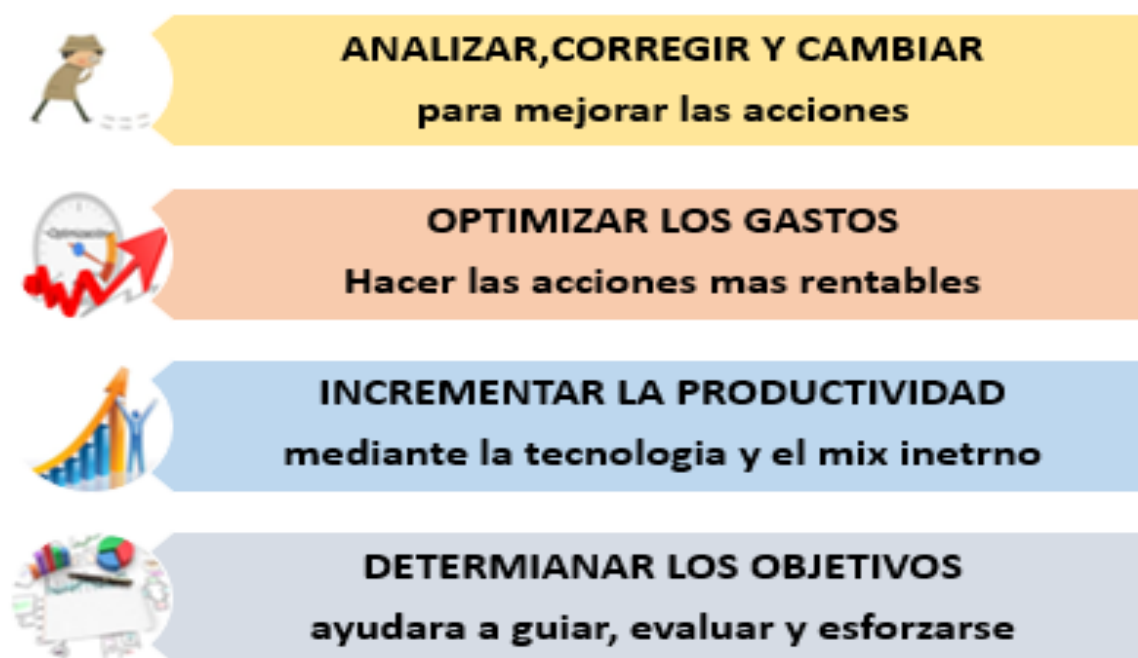 ANALIZAR,CORREGIR Y CAMBIAR
para mejorar las acciones
Optimización
OPTIMIZAR LOS GASTOS
Hacer las acciones mas rentables
INCREMENTAR LA PRODUCTIVIDAD
mediante la tecnologia y el mix inetrno
DETERMIANAR LOS OBJETIVOS
ayudara a guiar, evaluar y esforzarse